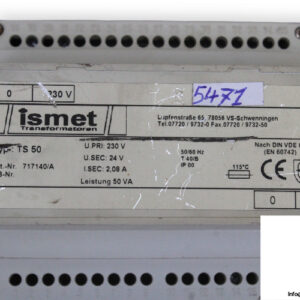 0 230 V
5471
ismet
Transformatoren
Lupfenstraße 65, 78056 VS-Schwenningen
Tel.07720 / 9732-0 Fax.07720 / 9732-50
TS 50
717140/A
U.PRI: 230 V
U.SEC: 24 V
I.SEC: 2,08 A
Leistung 50 VA
50/60 Hz
T 40/B
IP 00
115°C
Nach DIN VDE
(EN 60742)
0